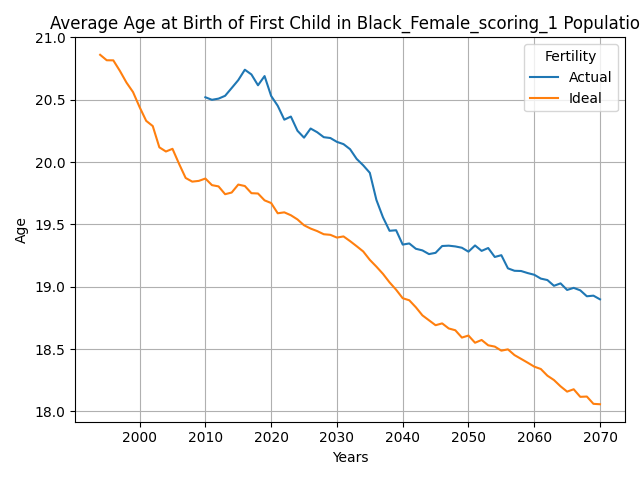 Average Age at Birth of First Child in Black_Female_scoring_1 Populatio
21.0
20.5
20.0
19.5
19.0
18.5
18.0
Age
Fertility
Actual
Ideal
2000 2010 2020 2030 2040 2050 2060 2070
Years